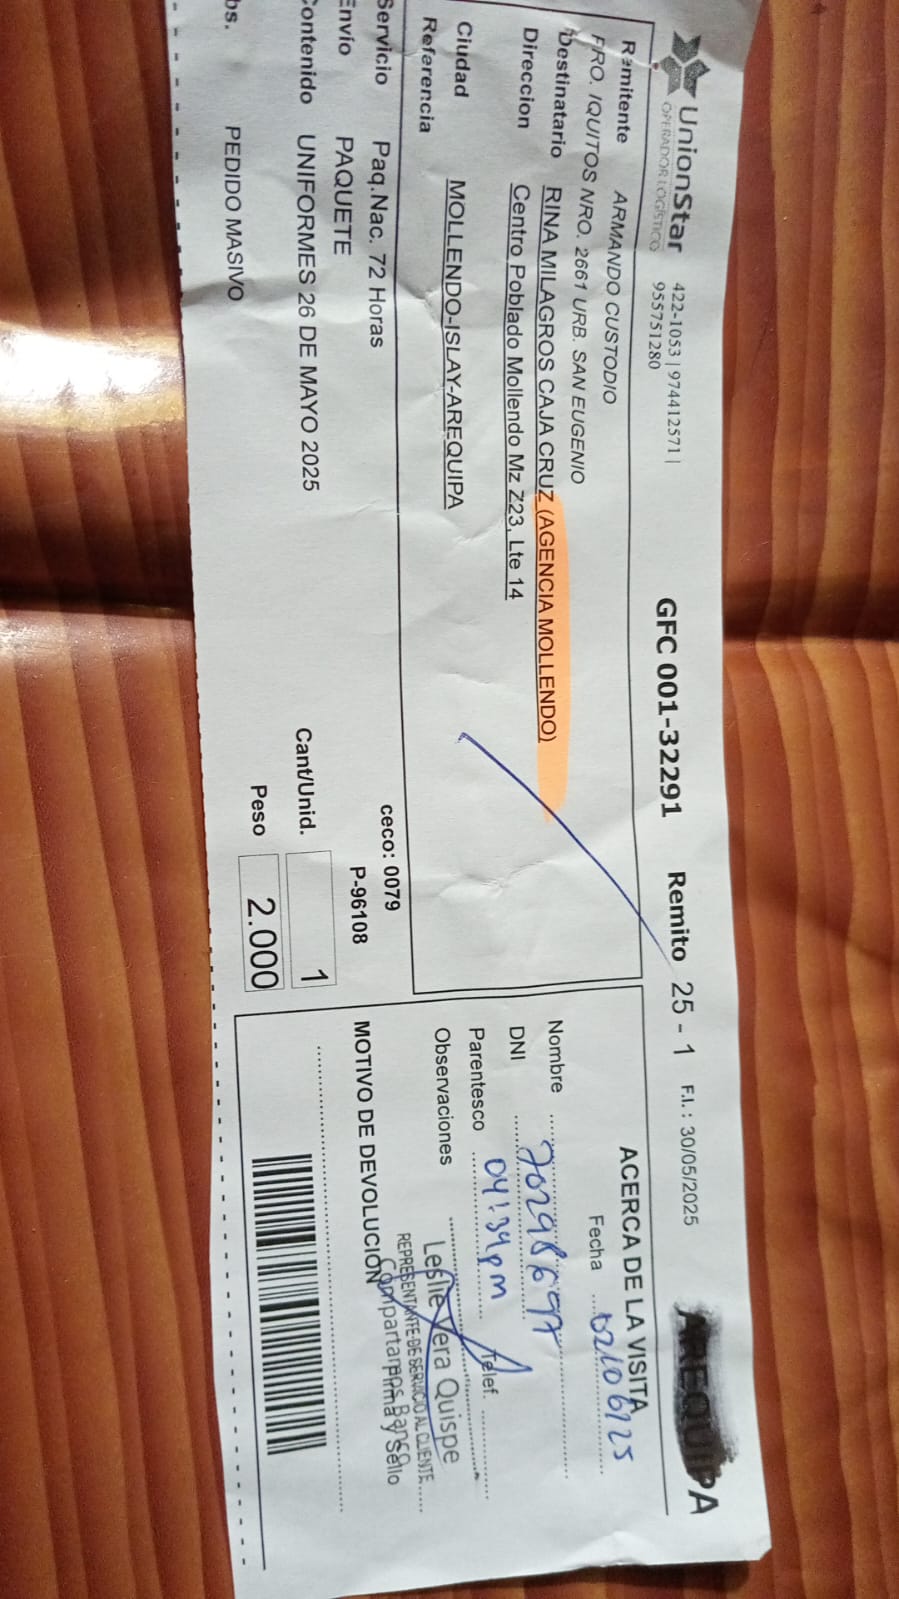 UnionStar
OPERADOR LOGÍSTICO
422-1053 | 974412571 |
955751280
GFC 001-32291
Remito 25 - 1
F.I. : 30/05/2025
AREQUIPA
Remitente ARMANDO CUSTODIO
PRO. IQUITOS NRO. 2661 URB. SAN EUGENIO
Destinatario RINA MILAGROS CAJA CRUZ (AGENCIA MOLLENDO)
Direccion Centro Poblado Mollendo Mz Z23, Lte 14
Ciudad MOLLENDO-ISLAY-AREQUIPA
Referencia
Servicio Paq.Nac. 72 Horas
ceco: 0079
Envío PAQUETE
P-96108
Contenido UNIFORMES 26 DE MAYO 2025
Cant/Unid. 1
bs. PEDIDO MASIVO
Peso 2.000
ACERCA DE LA VISITA
Fecha 02/06/25
Nombre
DNI 70298697
Parentesco 04:34pm Telef.
Observaciones
Leslie Vera Quispe
REPRESENTANTE DE SERVICIO AL CLIENTE
Compartamos Banco
Firma y Sello
MOTIVO DE DEVOLUCIÓN